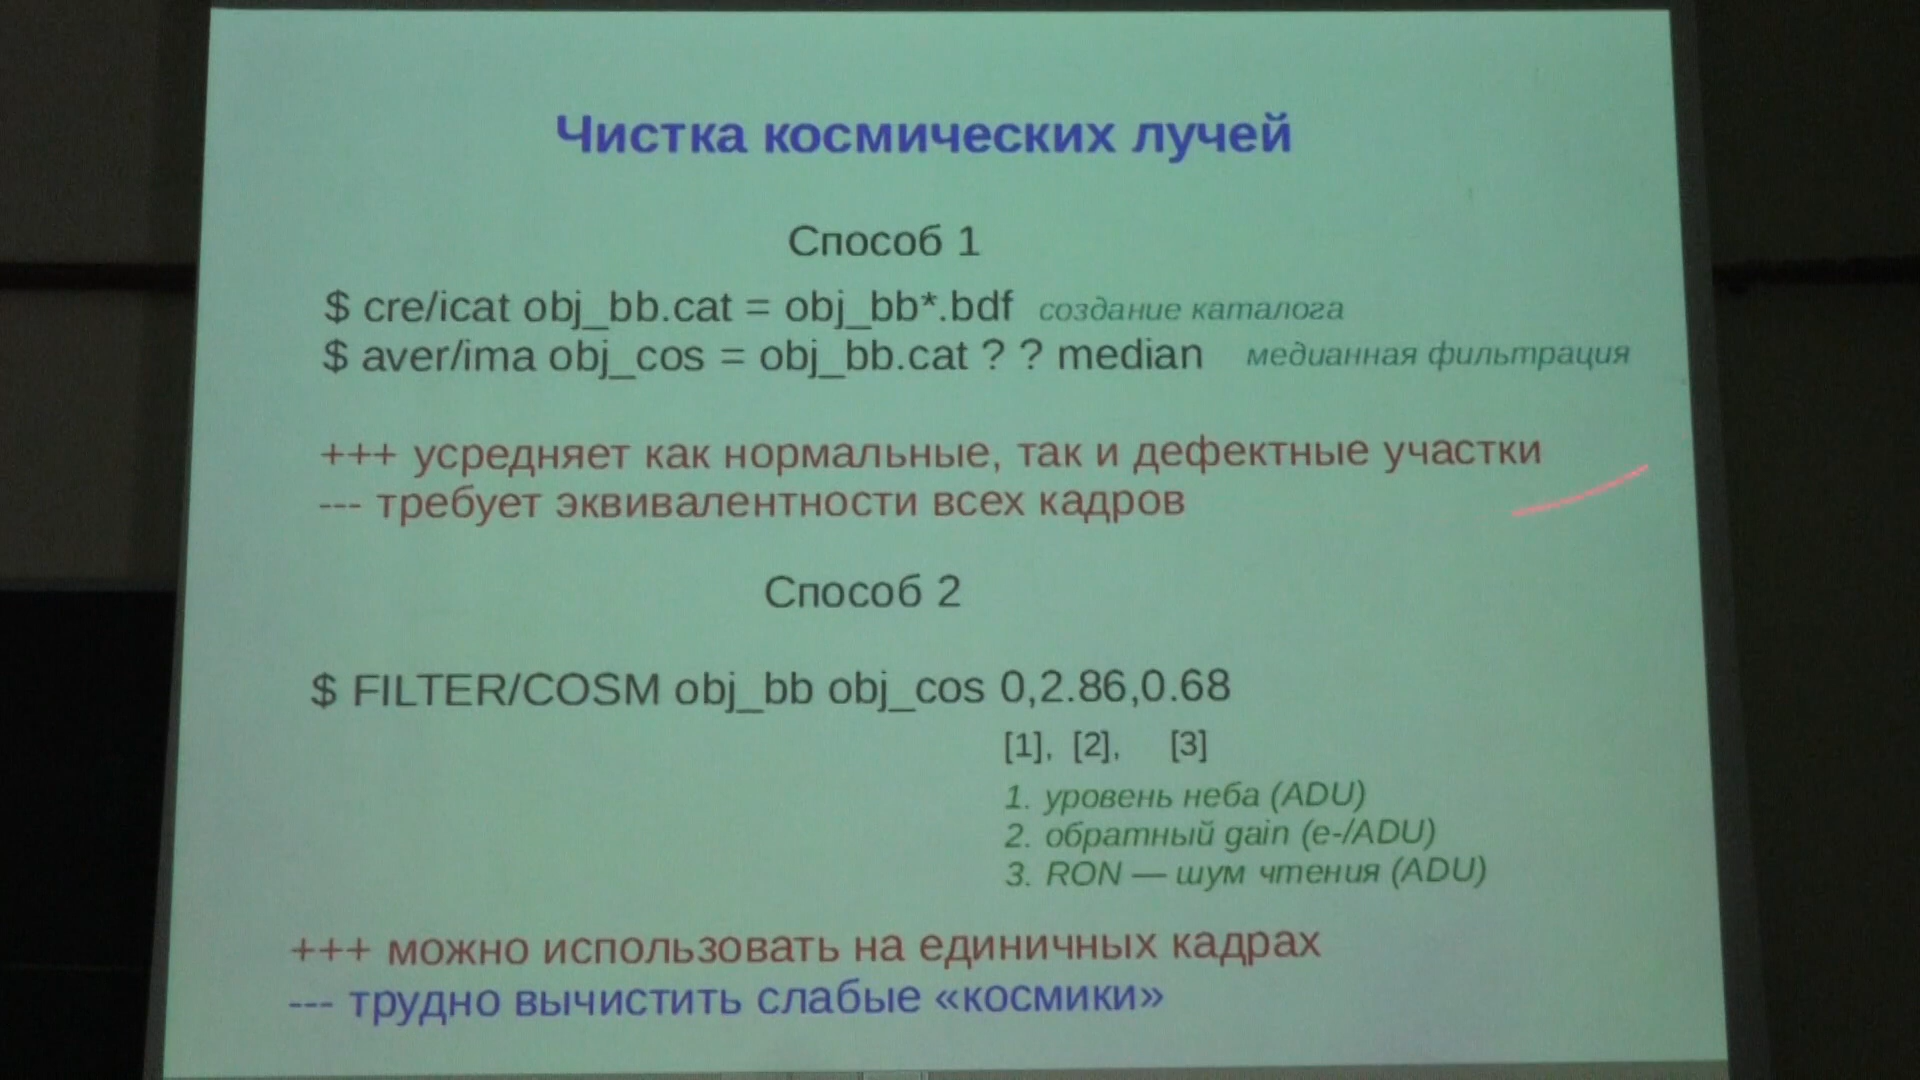 Чистка космических лучей
Способ 1
$ cre/icat obj_bb.cat = obj_bb*.bdf создание каталога
$ aver/ima obj_cos = obj_bb.cat ? ? median медианная фильтрация
+++ усредняет как нормальные, так и дефектные участки
--- требует эквивалентности всех кадров
Способ 2
$ FILTER/COSM obj_bb obj_cos 0,2.86,0.68
[1], [2], [3]
1. уровень неба (ADU)
2. обратный gain (e-/ADU)
3. RON — шум чтения (ADU)
+++ можно использовать на единичных кадрах
--- трудно вычистить слабые «космики»